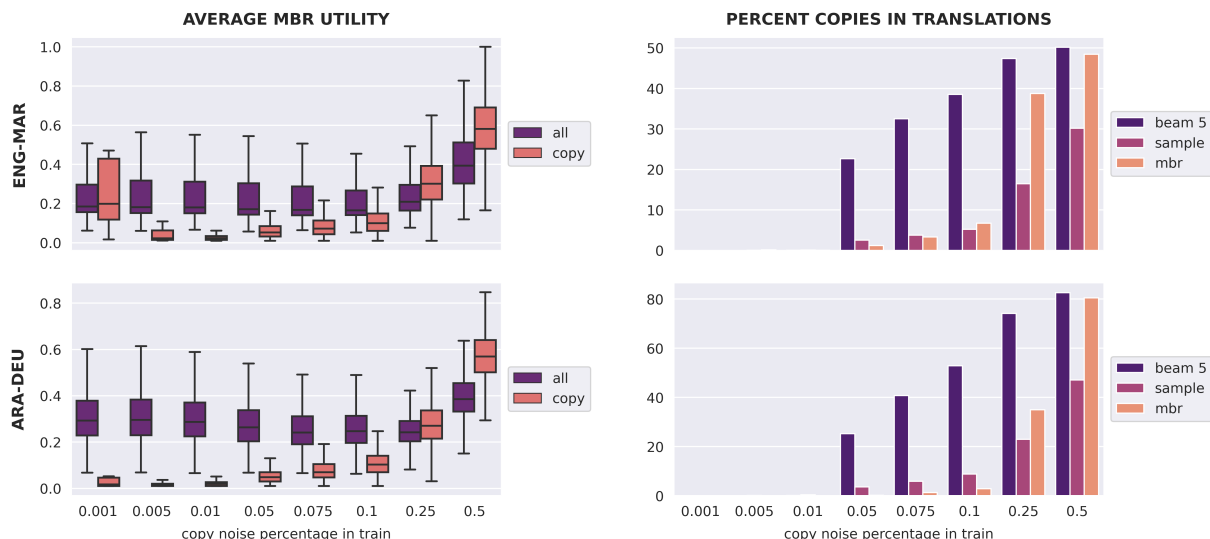 AVERAGE MBR UTILITY
PERCENT COPIES IN TRANSLATIONS
ENG-MAR
1.0
0.8
0.6
0.4
0.2
0.0
all
copy
50
40
30
20
10
0
beam 5
sample
mbr
ARA-DEU
0.8
0.6
0.4
0.2
0.0
all
copy
80
60
40
20
0
beam 5
sample
mbr
0.001 0.005 0.01 0.05 0.075 0.1 0.25 0.5
copy noise percentage in train
0.001 0.005 0.01 0.05 0.075 0.1 0.25 0.5
copy noise percentage in train